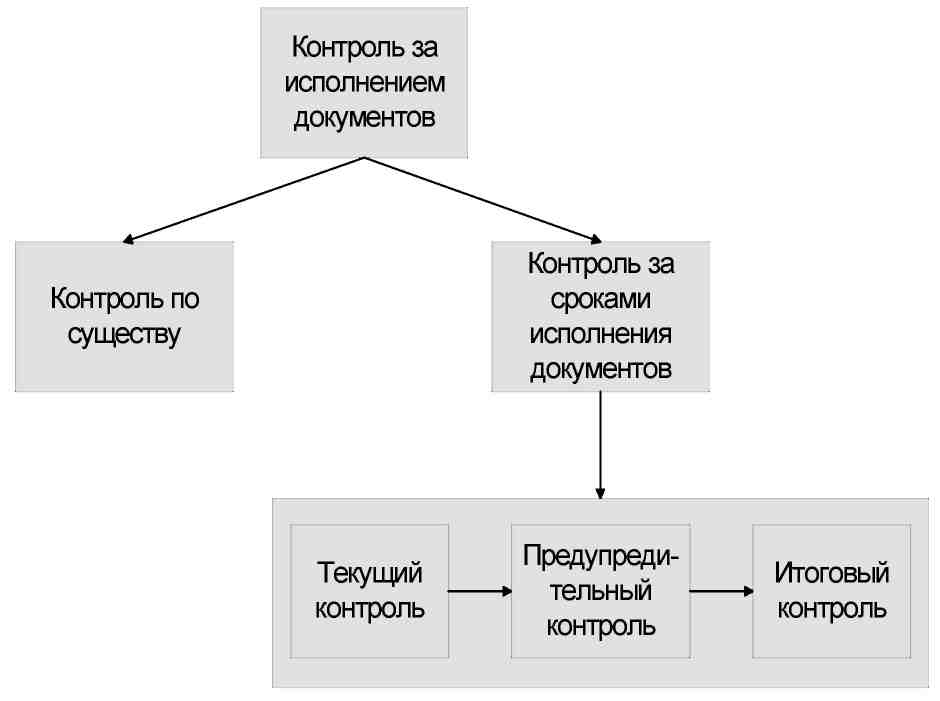 Контроль за
исполнением
документов
Контроль по
существу
Контроль за
сроками
исполнения
документов
Текущий
контроль
Предупреди-
тельный
контроль
Итоговый
контроль